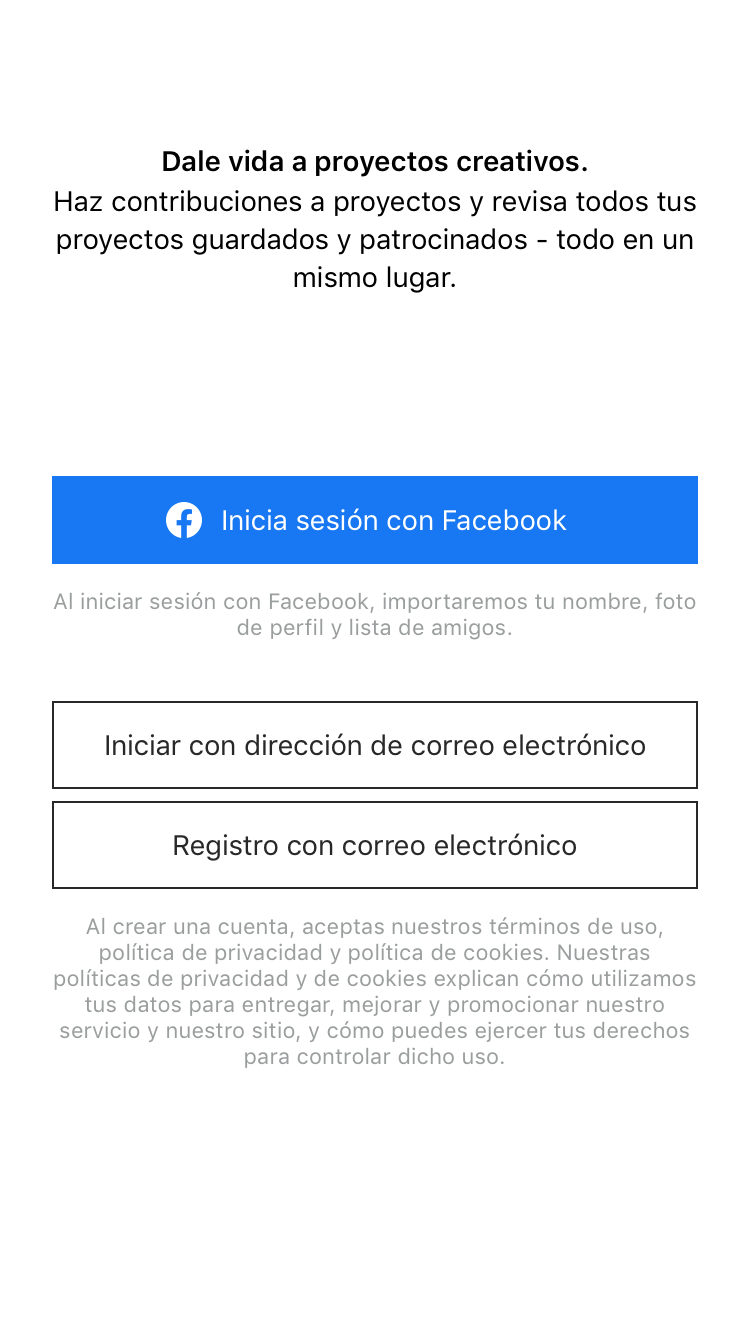 Dale vida a proyectos creativos.
Haz contribuciones a proyectos y revisa todos tus
proyectos guardados y patrocinados - todo en un
mismo lugar.
Inicia sesión con Facebook
Al iniciar sesión con Facebook, importaremos tu nombre, foto
de perfil y lista de amigos.
Iniciar con dirección de correo electrónico
Registro con correo electrónico
Al crear una cuenta, aceptas nuestros términos de uso,
política de privacidad y política de cookies. Nuestras
políticas de privacidad y de cookies explican cómo utilizamos
tus datos para entregar, mejorar y promocionar nuestro
servicio y nuestro sitio, y cómo puedes ejercer tus derechos
para controlar dicho uso.